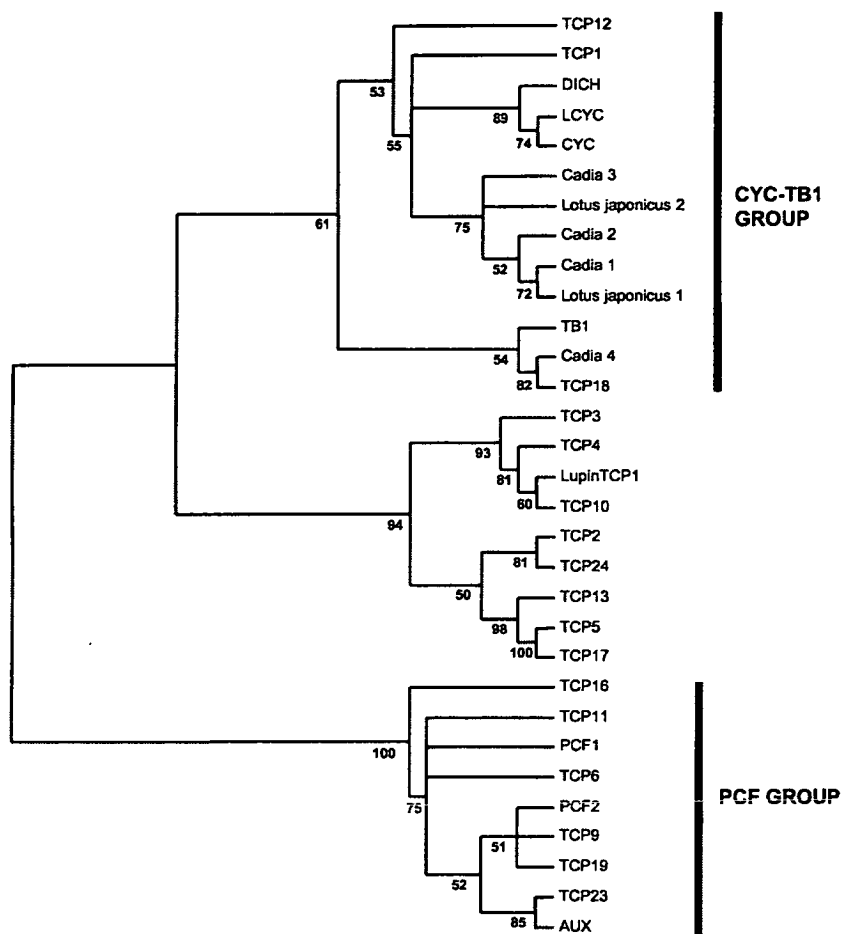 TCP12
TCP1
53
DICH
89
LCYC
74
CYC
55
Cadia 3
CYC-TB1
GROUP
Lotus japonicus 2
61
75
Cadia 2
52
Cadia 1
72
Lotus japonicus 1
TB1
54
Cadia 4
82
TCP18
TCP3
93
TCP4
81
LupinTCP1
60
TCP10
94
TCP2
81
TCP24
50
TCP13
98
TCP5
100
TCP17
TCP16
100
TCP11
PCF1
TCP6
75
PCF GROUP
PCF2
51
TCP9
TCP19
52
TCP23
85
AUX